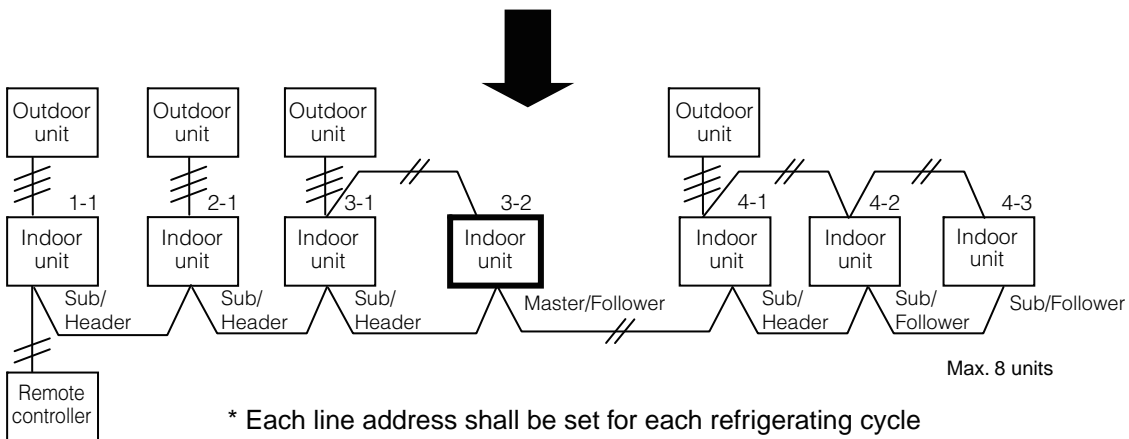 Outdoor
unit
Outdoor
unit
Outdoor
unit
Outdoor
unit
1-1
2-1
3-1
3-2
4-1
4-2
4-3
Indoor
unit
Indoor
unit
Indoor
unit
Indoor
unit
Indoor
unit
Indoor
unit
Indoor
unit
Sub/
Header
Sub/
Header
Sub/
Header
Master/Follower
Sub/
Header
Sub/
Follower
Sub/Follower
Max. 8 units
Remote
controller
* Each line address shall be set for each refrigerating cycle